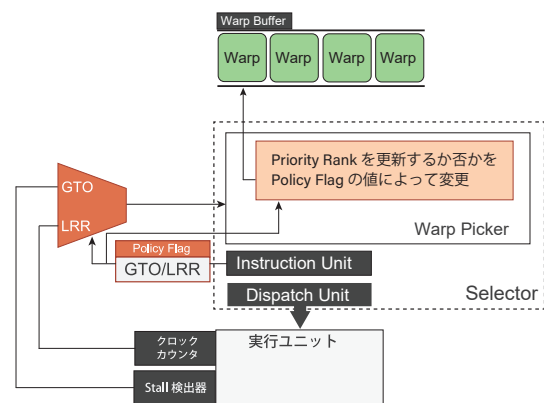 Warp Buffer
Warp Warp Warp Warp
Priority Rank を更新するか否かを
Policy Flag の値によって変更
Warp Picker
GTO
LRR
Policy Flag
GTO/LRR
Instruction Unit
Dispatch Unit
Selector
クロック
カウンタ
実行ユニット
Stall 検出器